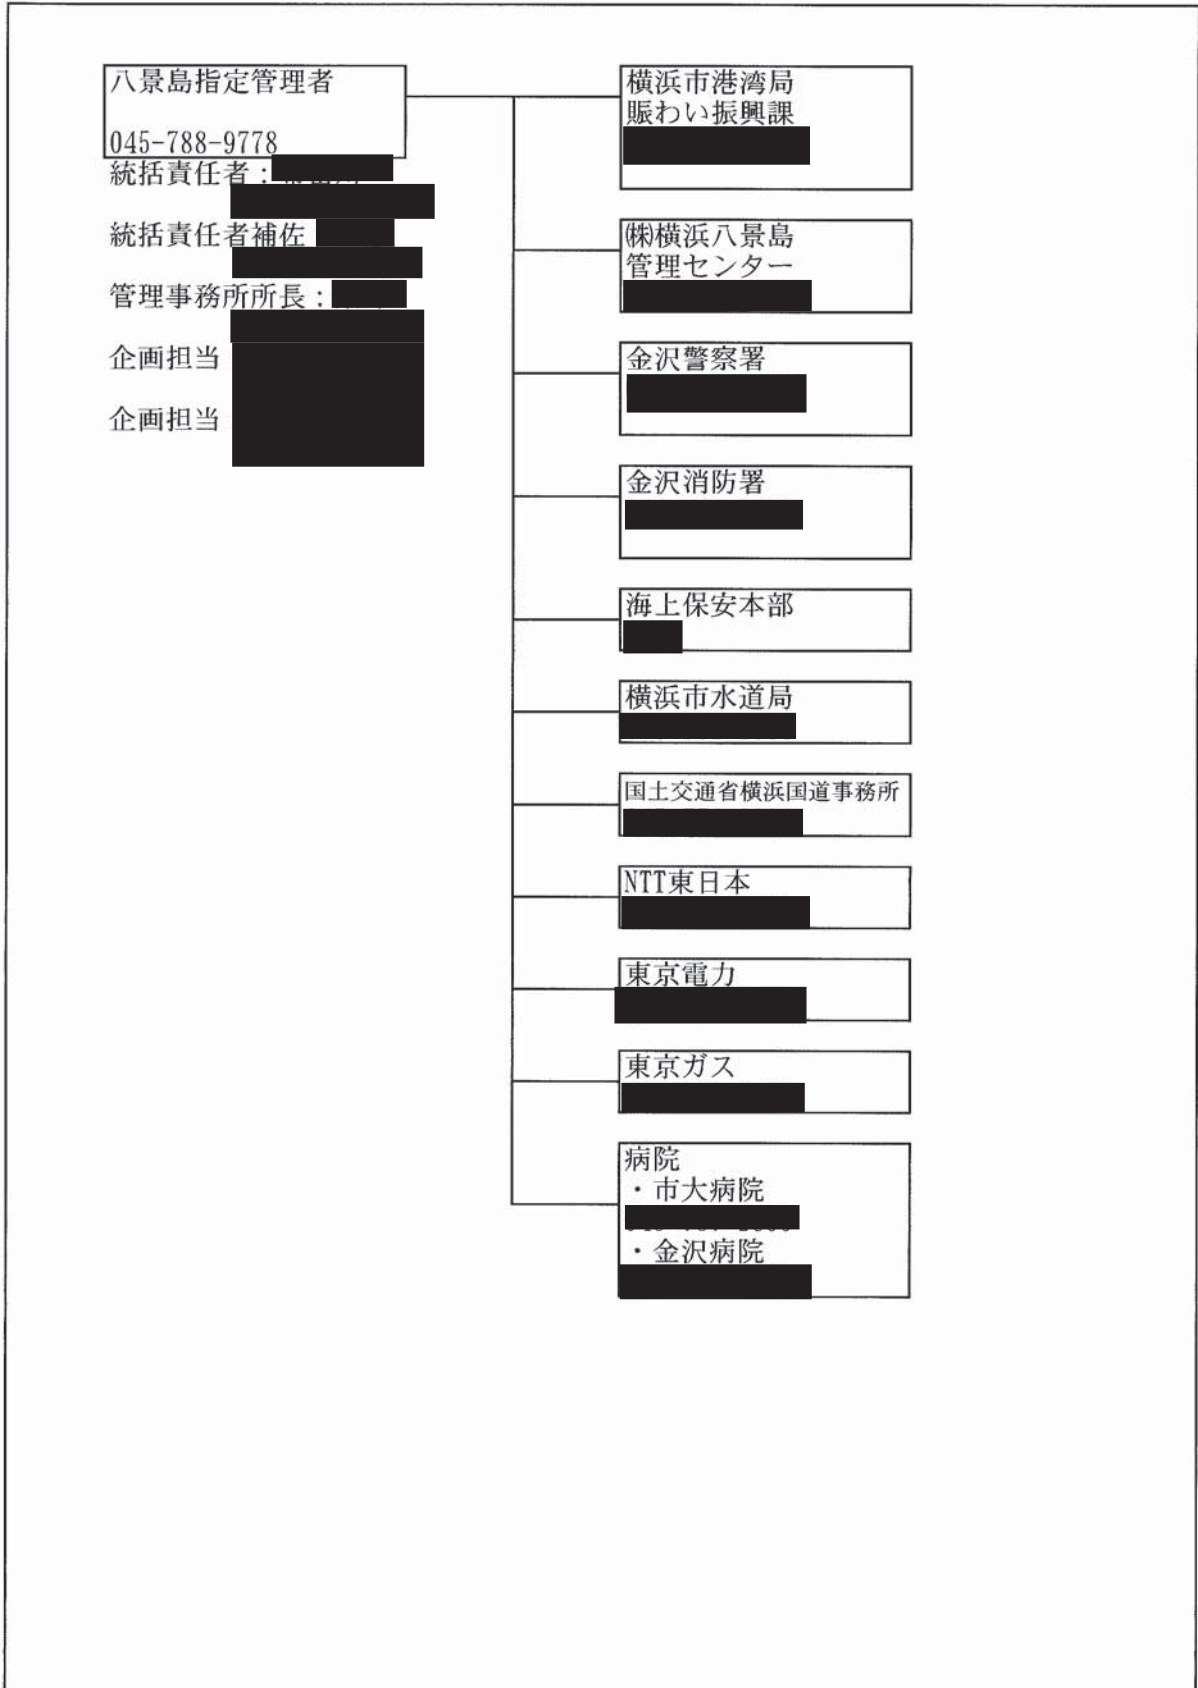 八景島指定管理者
045-788-9778
統括責任者：
統括責任者補佐
管理事務所所長：
企画担当
企画担当
横浜市港湾局
賑わい振興課
㈱横浜八景島
管理センター
金沢警察署
金沢消防署
海上保安本部
横浜市水道局
国土交通省横浜国道事務所
NTT東日本
東京電力
東京ガス
病院
・市大病院
・金沢病院